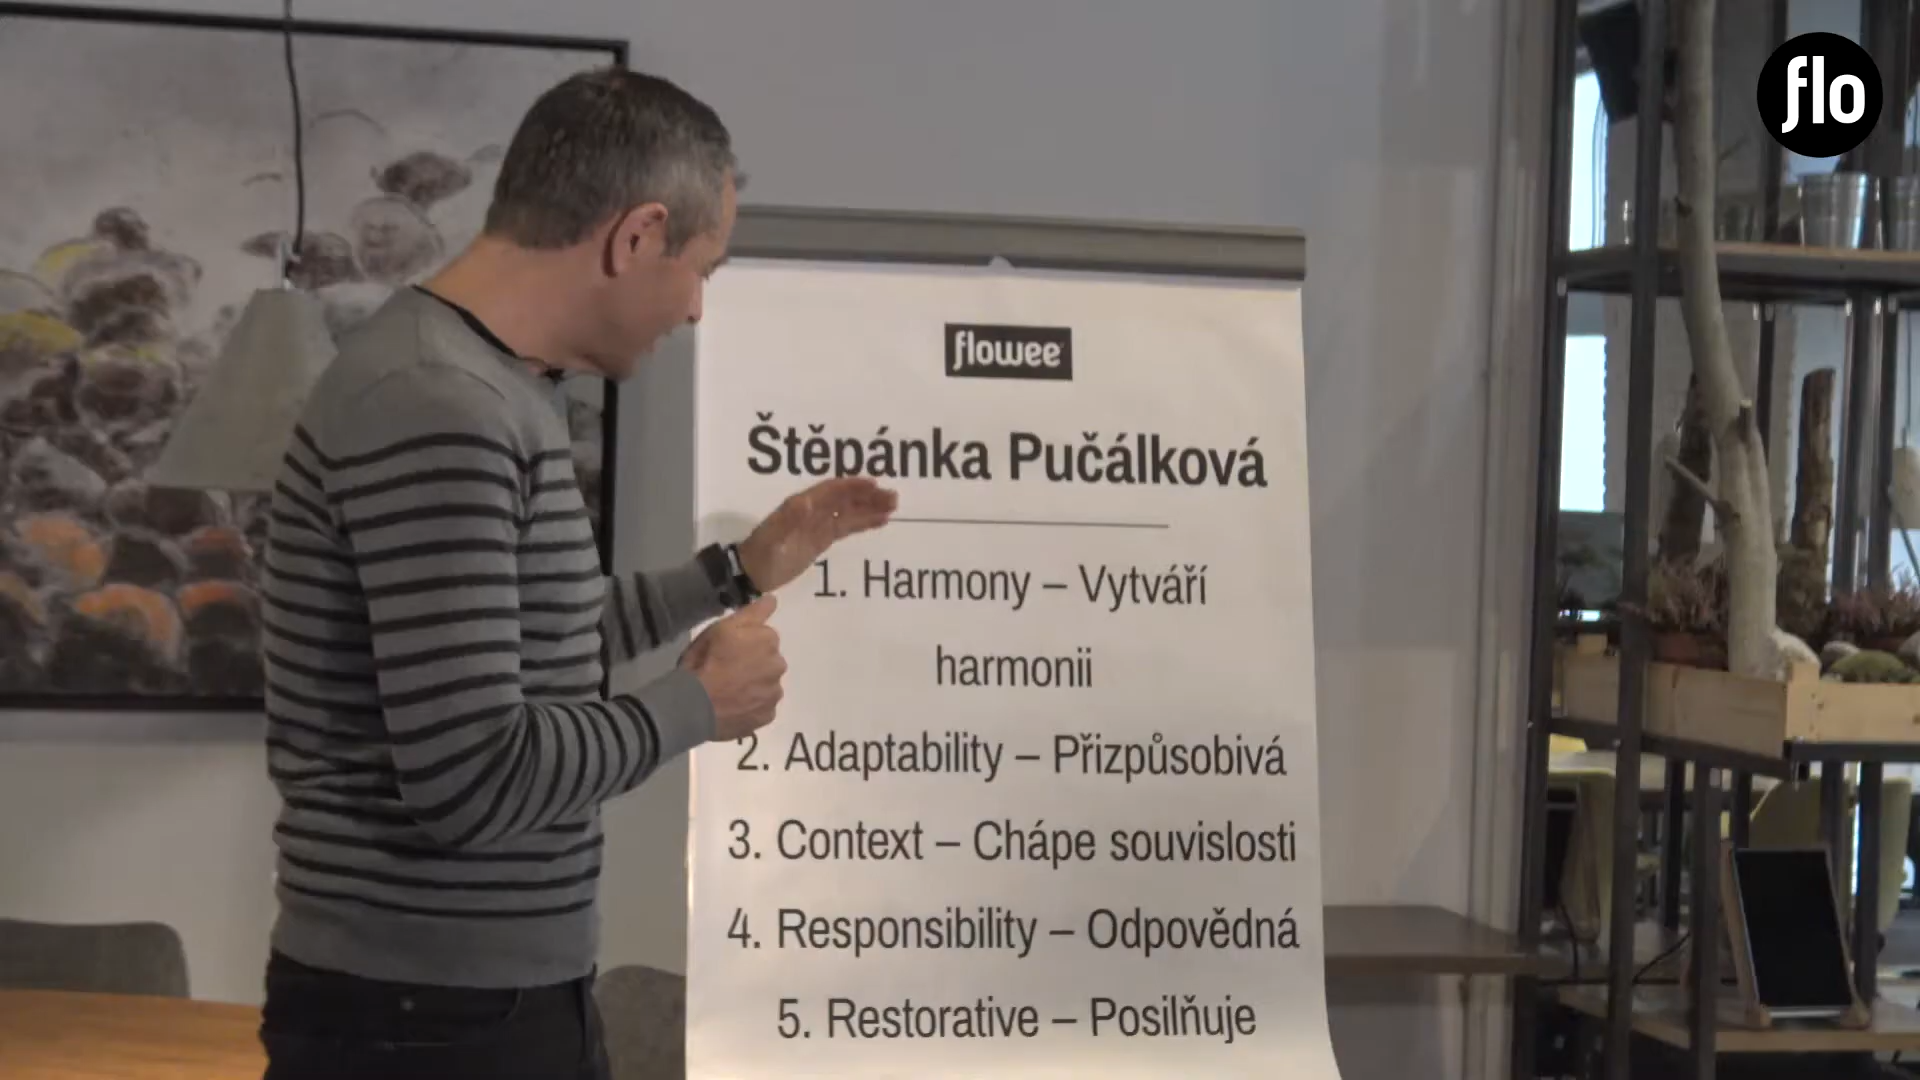 flo
flowee
Štěpánka Pučálková
1. Harmony – Vytváří
harmonii
2. Adaptability – Přizpůsobivá
3. Context – Chápe souvislosti
4. Responsibility – Odpovědná
5. Restorative – Posilňuje